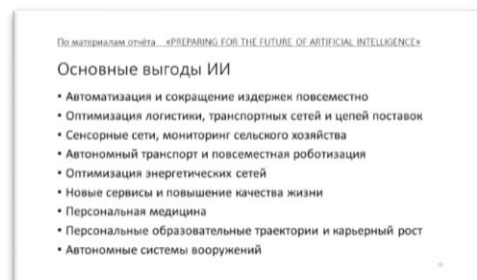 По материалам отчёта «PREPARING FOR THE FUTURE OF ARTIFICIAL INTELLIGENCE»
Основные выгоды ИИ
• Автоматизация и сокращение издержек повсеместно
• Оптимизация логистики, транспортных сетей и цепей поставок
• Сенсорные сети, мониторинг сельского хозяйства
• Автономный транспорт и повсеместная роботизация
• Оптимизация энергетических сетей
• Новые сервисы и повышение качества жизни
• Персональная медицина
• Персональные образовательные траектории и карьерный рост
• Автономные системы вооружений